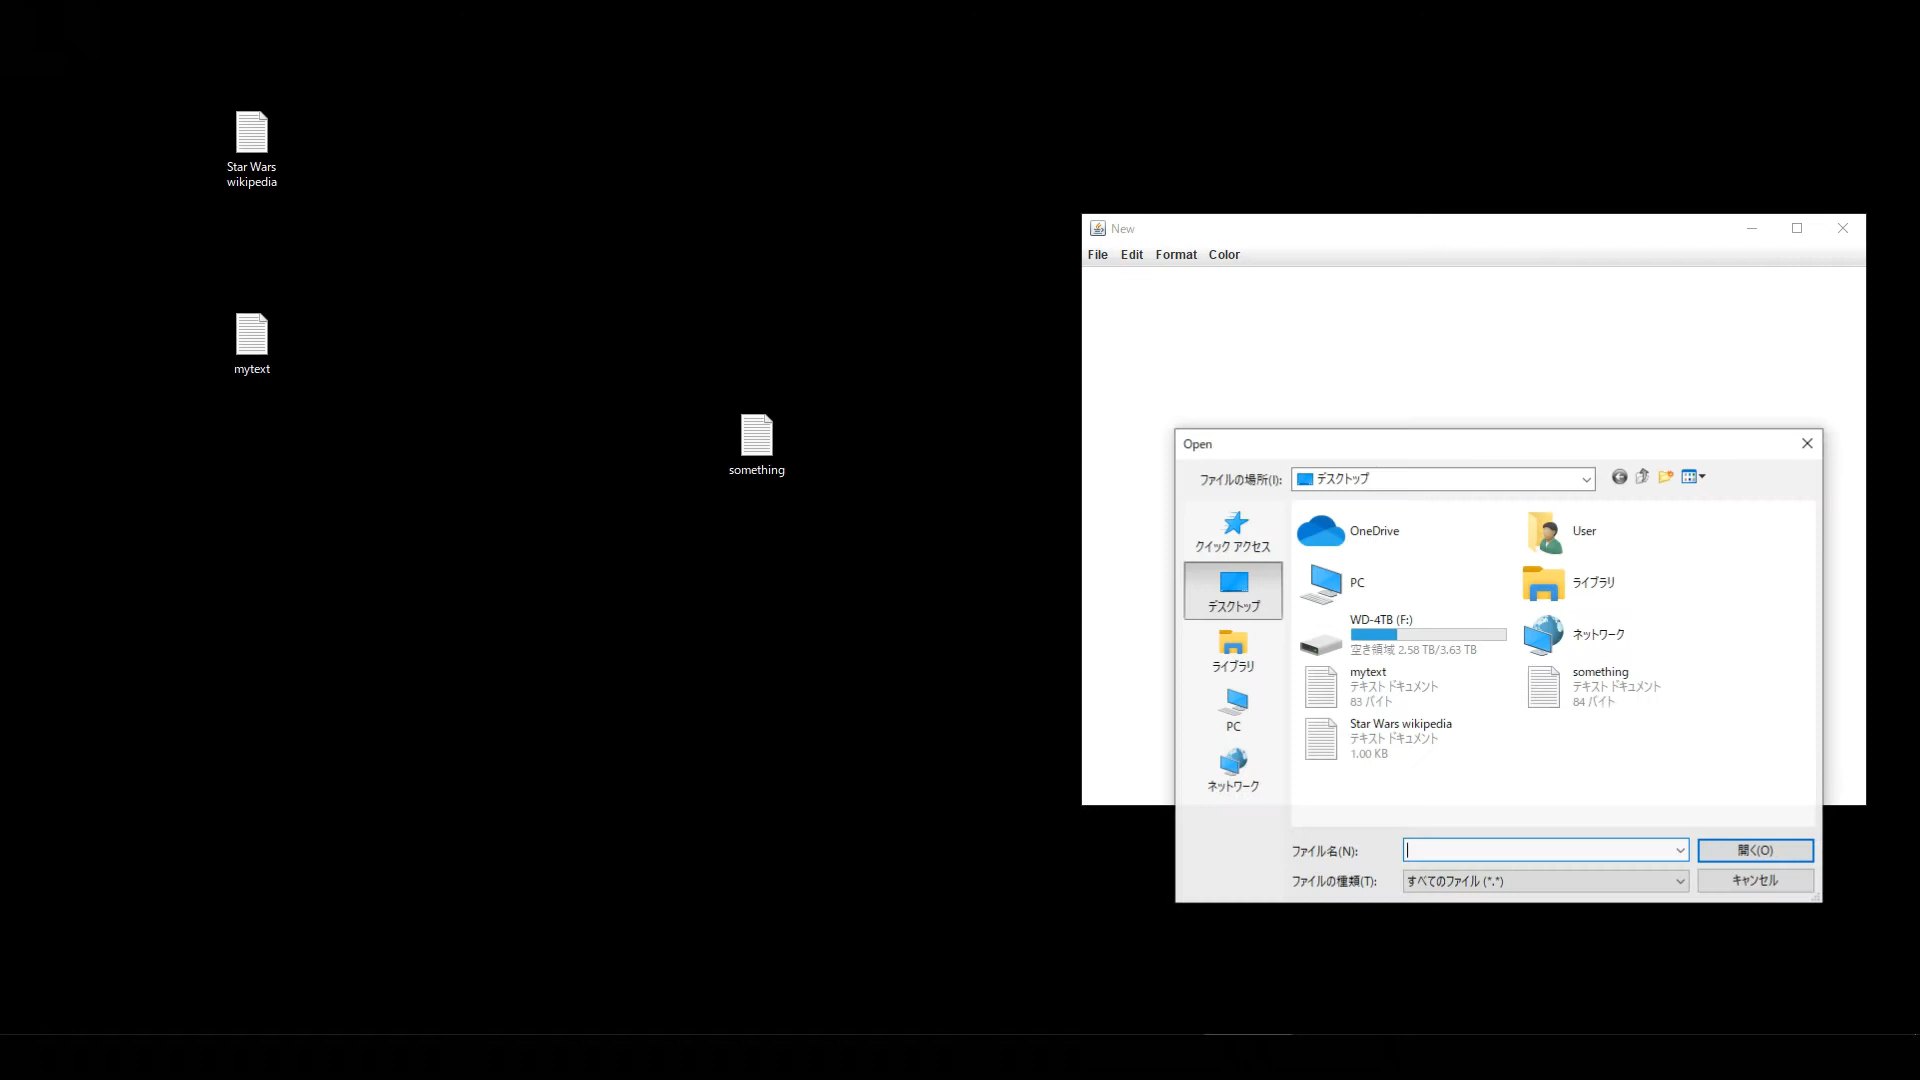 Star Wars
wikipedia
mytext
something
New
File Edit Format Color
Open
ファイルの場所(I): デスクトップ
クイック アクセス
デスクトップ
ライブラリ
PC
ネットワーク
OneDrive
User
PC
ライブラリ
WD-4TB (F:)
空き領域 2.58 TB/3.63 TB
ネットワーク
mytext
テキスト ドキュメント
83 バイト
something
テキスト ドキュメント
84 バイト
Star Wars wikipedia
テキスト ドキュメント
1.00 KB
ファイル名(N):
開く(O)
ファイルの種類(T): すべてのファイル (*.*)
キャンセル